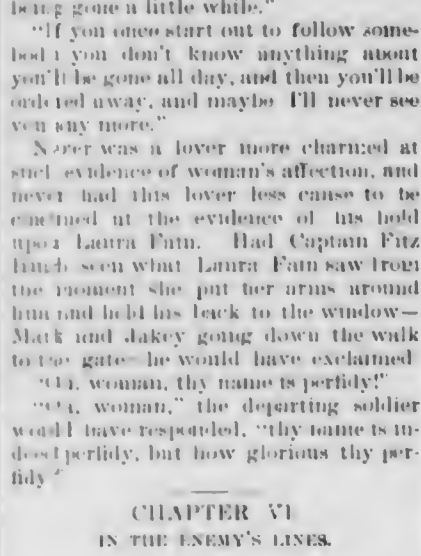 being gone a little while."
"If you once start out to follow some-
body you don't know anything about
you'll be gone all day, and then you'll be
ordered away, and maybe I'll never see
you any more."
Never was a lover more charmed at
such evidence of woman's affection, and
never had this lover less cause to be
at the evidence of his hold
upon Laura Fain. Had Captain Fitz
Hugh seen what Laura Fain saw from
the moment she put her arms around
him and held his back to the window—
Mark and Jakey going down the walk
to the gate—he would have exclaimed
"Oh, woman, thy name is perfidy!"
"Oh, woman," the departing soldier
would have responded, "thy name is in-
deed perfidy, but how glorious thy per-
fidy."
CHAPTER VI
IN THE ENEMY'S LINES.